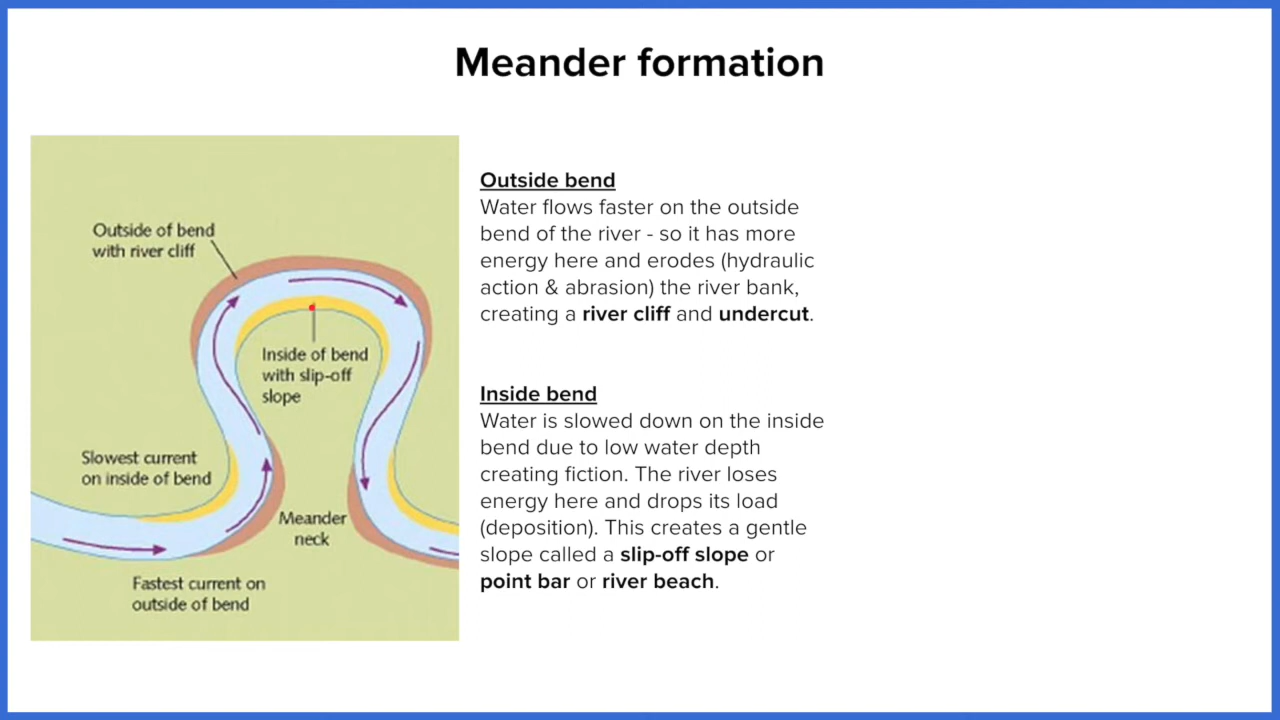 Meander formation
Outside of bend
with river cliff
Inside of bend
with slip-off
slope
Slowest current
on inside of bend
Meander
neck
Fastest current on
outside of bend
Outside bend
Water flows faster on the outside
bend of the river - so it has more
energy here and erodes (hydraulic
action & abrasion) the river bank,
creating a river cliff and undercut.
Inside bend
Water is slowed down on the inside
bend due to low water depth
creating fiction. The river loses
energy here and drops its load
(deposition). This creates a gentle
slope called a slip-off slope or
point bar or river beach.